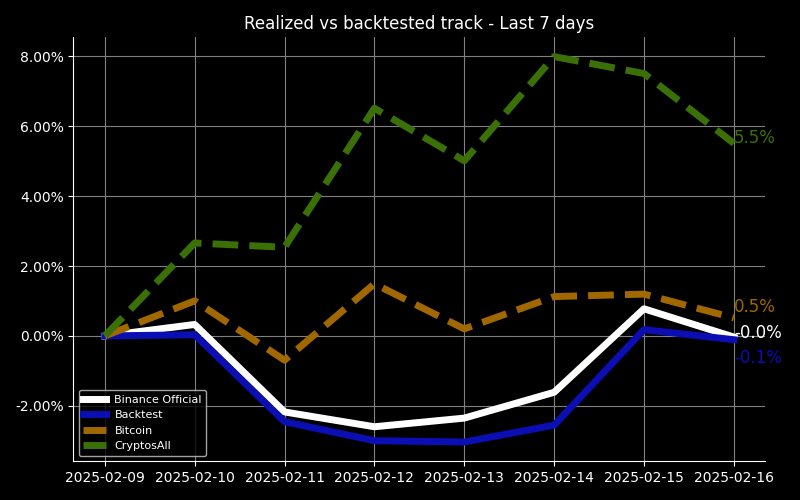 Realized vs backtested track - Last 7 days
8.00%
6.00%
4.00%
2.00%
0.00%
-2.00%
5.5%
0.5%
-0.0%
-0.1%
Binance Official
Backtest
Bitcoin
CryptosAll
2025-02-09 2025-02-10 2025-02-11 2025-02-12 2025-02-13 2025-02-14 2025-02-15 2025-02-16